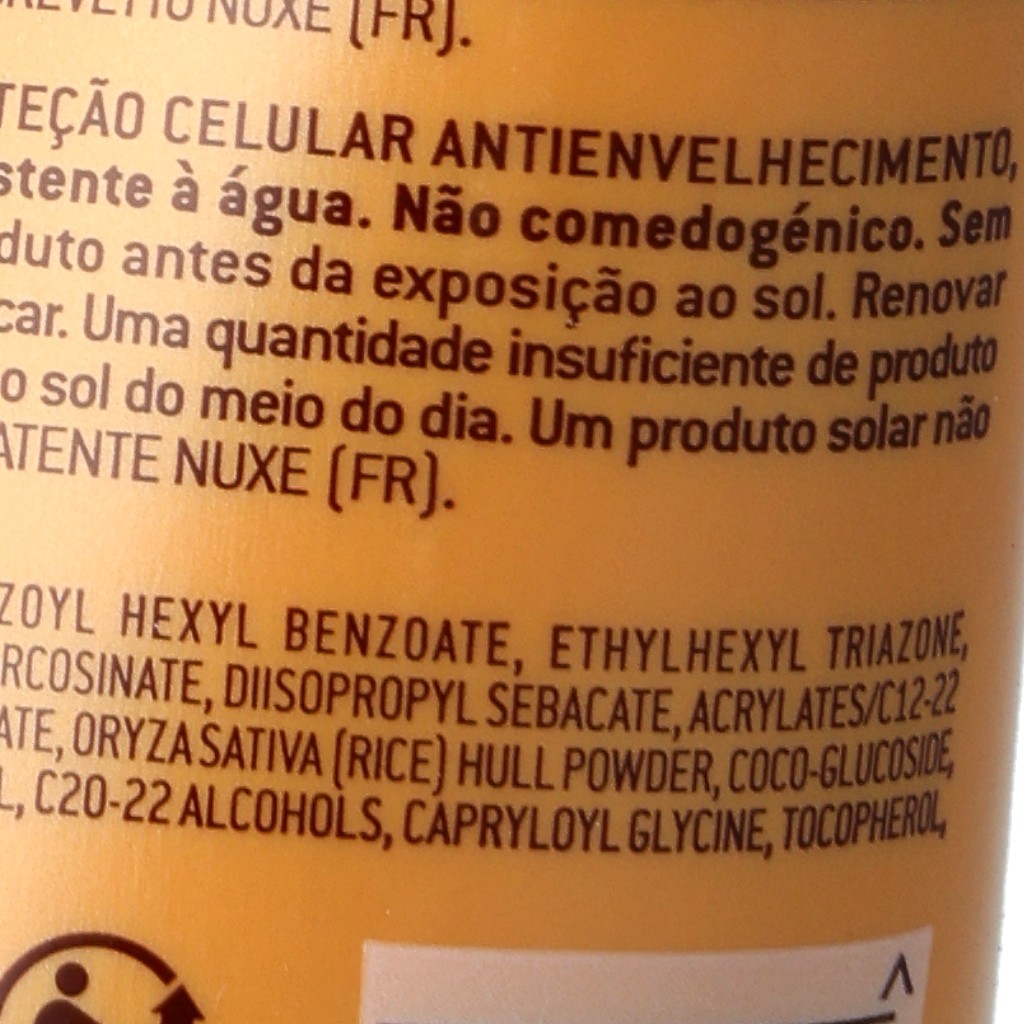 BREVETTO NUXE (FR).
TEÇÃO CELULAR ANTIENVELHECIMENTO,
stente à água. Não comedogénico. Sem
duto antes da exposição ao sol. Renovar
car. Uma quantidade insuficiente de produto
o sol do meio do dia. Um produto solar não
ATENTE NUXE (FR).
ZOYL HEXYL BENZOATE, ETHYLHEXYL TRIAZONE,
RCOSINATE, DIISOPROPYL SEBACATE, ACRYLATES/C12-22
ATE, ORYZA SATIVA (RICE) HULL POWDER, COCO-GLUCOSIDE,
L, C20-22 ALCOHOLS, CAPRYLOYL GLYCINE, TOCOPHEROL,